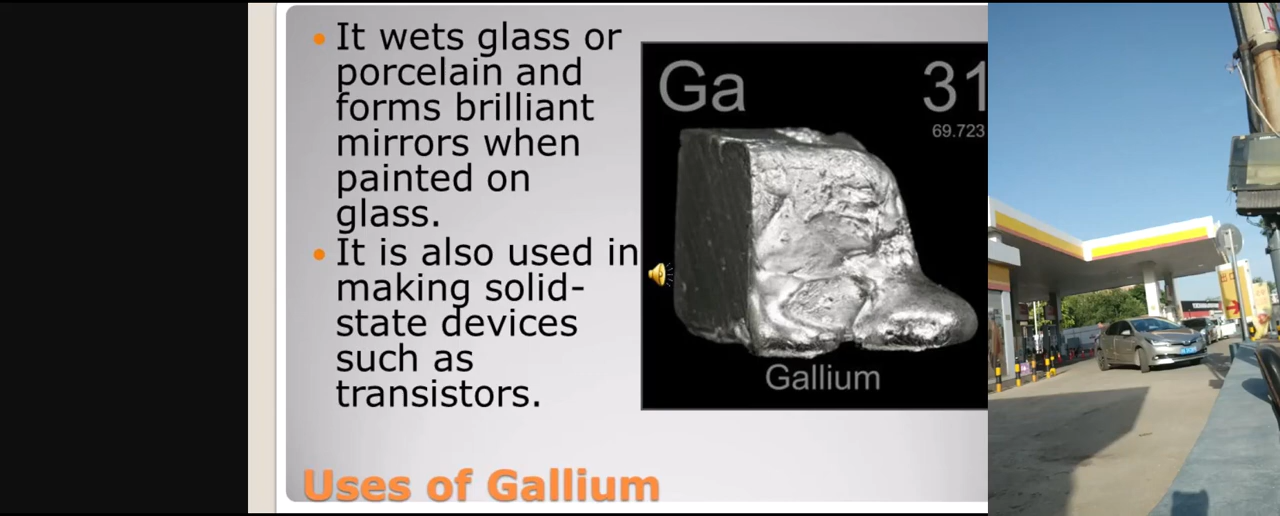 It wets glass or
porcelain and
forms brilliant
mirrors when
painted on
glass.
It is also used in
making solid-
state devices
such as
transistors.
Ga
31
69.723
Gallium
Uses of Gallium